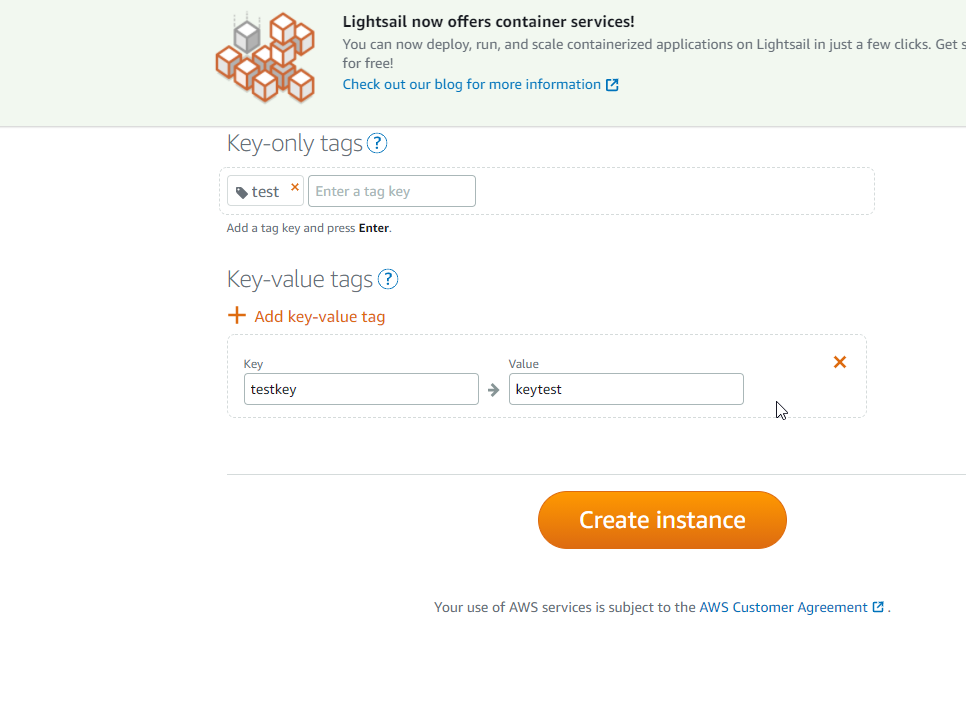 Lightsail now offers container services!
You can now deploy, run, and scale containerized applications on Lightsail in just a few clicks. Get
for free!
Check out our blog for more information
Key-only tags ?
test × Enter a tag key
Add a tag key and press Enter.
Key-value tags ?
+ Add key-value tag
Key Value
testkey → keytest
Create instance
Your use of AWS services is subject to the AWS Customer Agreement .